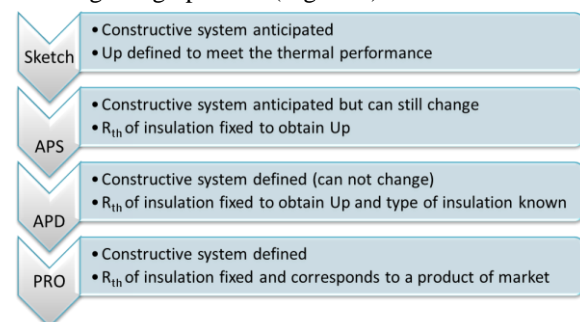 Sketch
• Constructive system anticipated
• Up defined to meet the thermal performance
APS
• Constructive system anticipated but can still change
• Rth of insulation fixed to obtain Up
APD
• Constructive system defined (can not change)
• Rth of insulation fixed to obtain Up and type of insulation known
PRO
• Constructive system defined
• Rth of insulation fixed and corresponds to a product of market